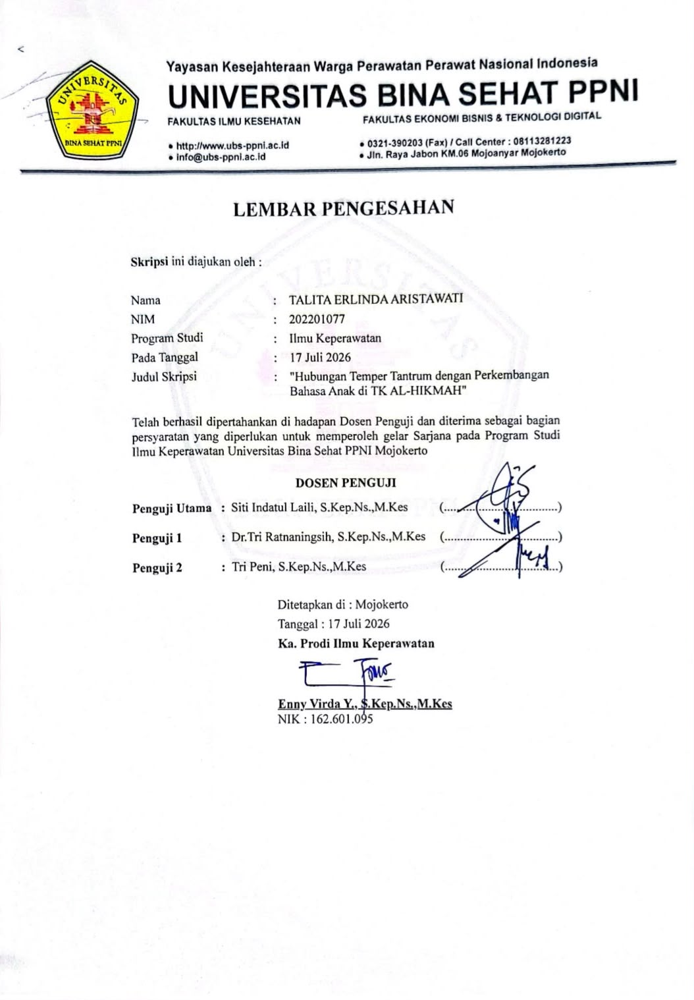 <
UNIVERSITAS
BINA SEHAT PPNI
Yayasan Kesejahteraan Warga Perawatan Perawat Nasional Indonesia
UNIVERSITAS BINA SEHAT PPNI
FAKULTAS ILMU KESEHATAN FAKULTAS EKONOMI BISNIS & TEKNOLOGI DIGITAL
• http://www.ubs-ppni.ac.id • 0321-390203 (Fax) / Call Center : 08113281223
• info@ubs-ppni.ac.id • Jln. Raya Jabon KM.06 Mojoanyar Mojokerto
LEMBAR PENGESAHAN
Skripsi ini diajukan oleh :
Nama : TALITA ERLINDA ARISTAWATI
NIM : 202201077
Program Studi : Ilmu Keperawatan
Pada Tanggal : 17 Juli 2026
Judul Skripsi : "Hubungan Temper Tantrum dengan Perkembangan
Bahasa Anak di TK AL-HIKMAH"
Telah berhasil dipertahankan di hadapan Dosen Penguji dan diterima sebagai bagian
persyaratan yang diperlukan untuk memperoleh gelar Sarjana pada Program Studi
Ilmu Keperawatan Universitas Bina Sehat PPNI Mojokerto
DOSEN PENGUJI
Penguji Utama : Siti Indatul Laili, S.Kep.Ns.,M.Kes (......................................)
Penguji 1 : Dr.Tri Ratnaningsih, S.Kep.Ns.,M.Kes (......................................)
Penguji 2 : Tri Peni, S.Kep.Ns.,M.Kes (......................................)
Ditetapkan di : Mojokerto
Tanggal : 17 Juli 2026
Ka. Prodi Ilmu Keperawatan
Enny Virda Y., S.Kep.Ns.,M.Kes
NIK : 162.601.095